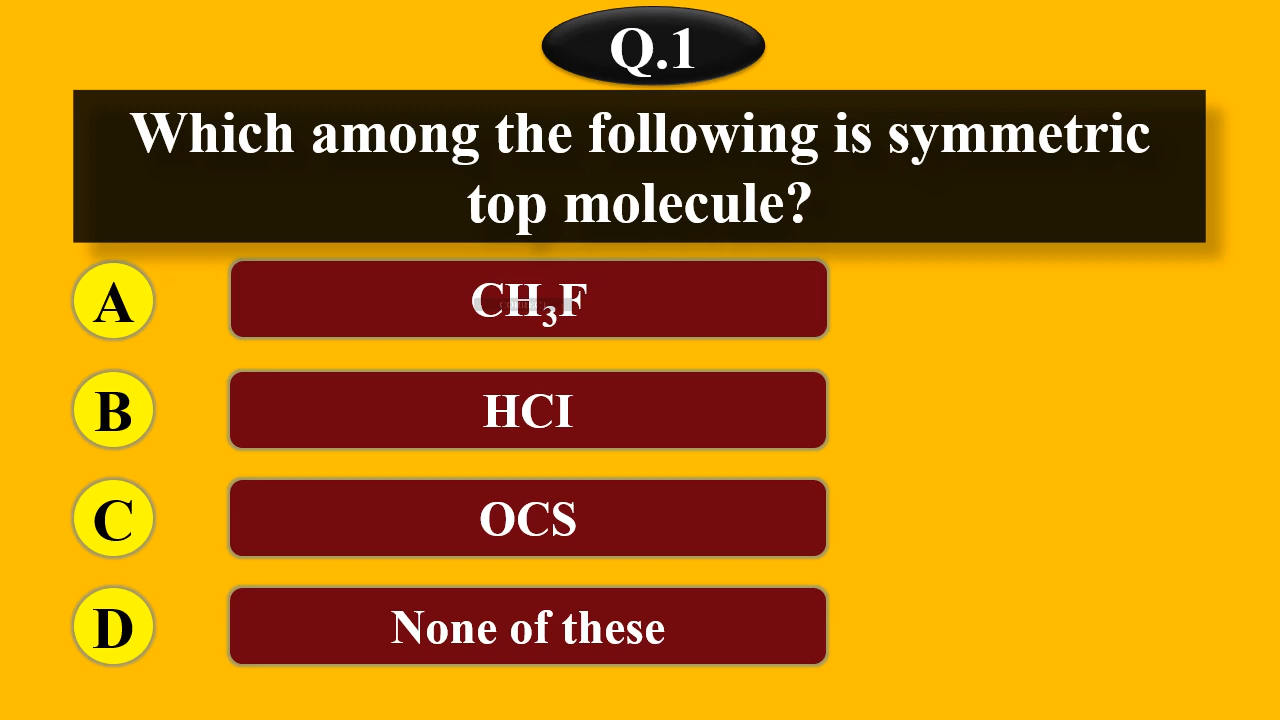 Q.1
Which among the following is symmetric
top molecule?
A
CH₃F
B
HCI
C
OCS
D
None of these